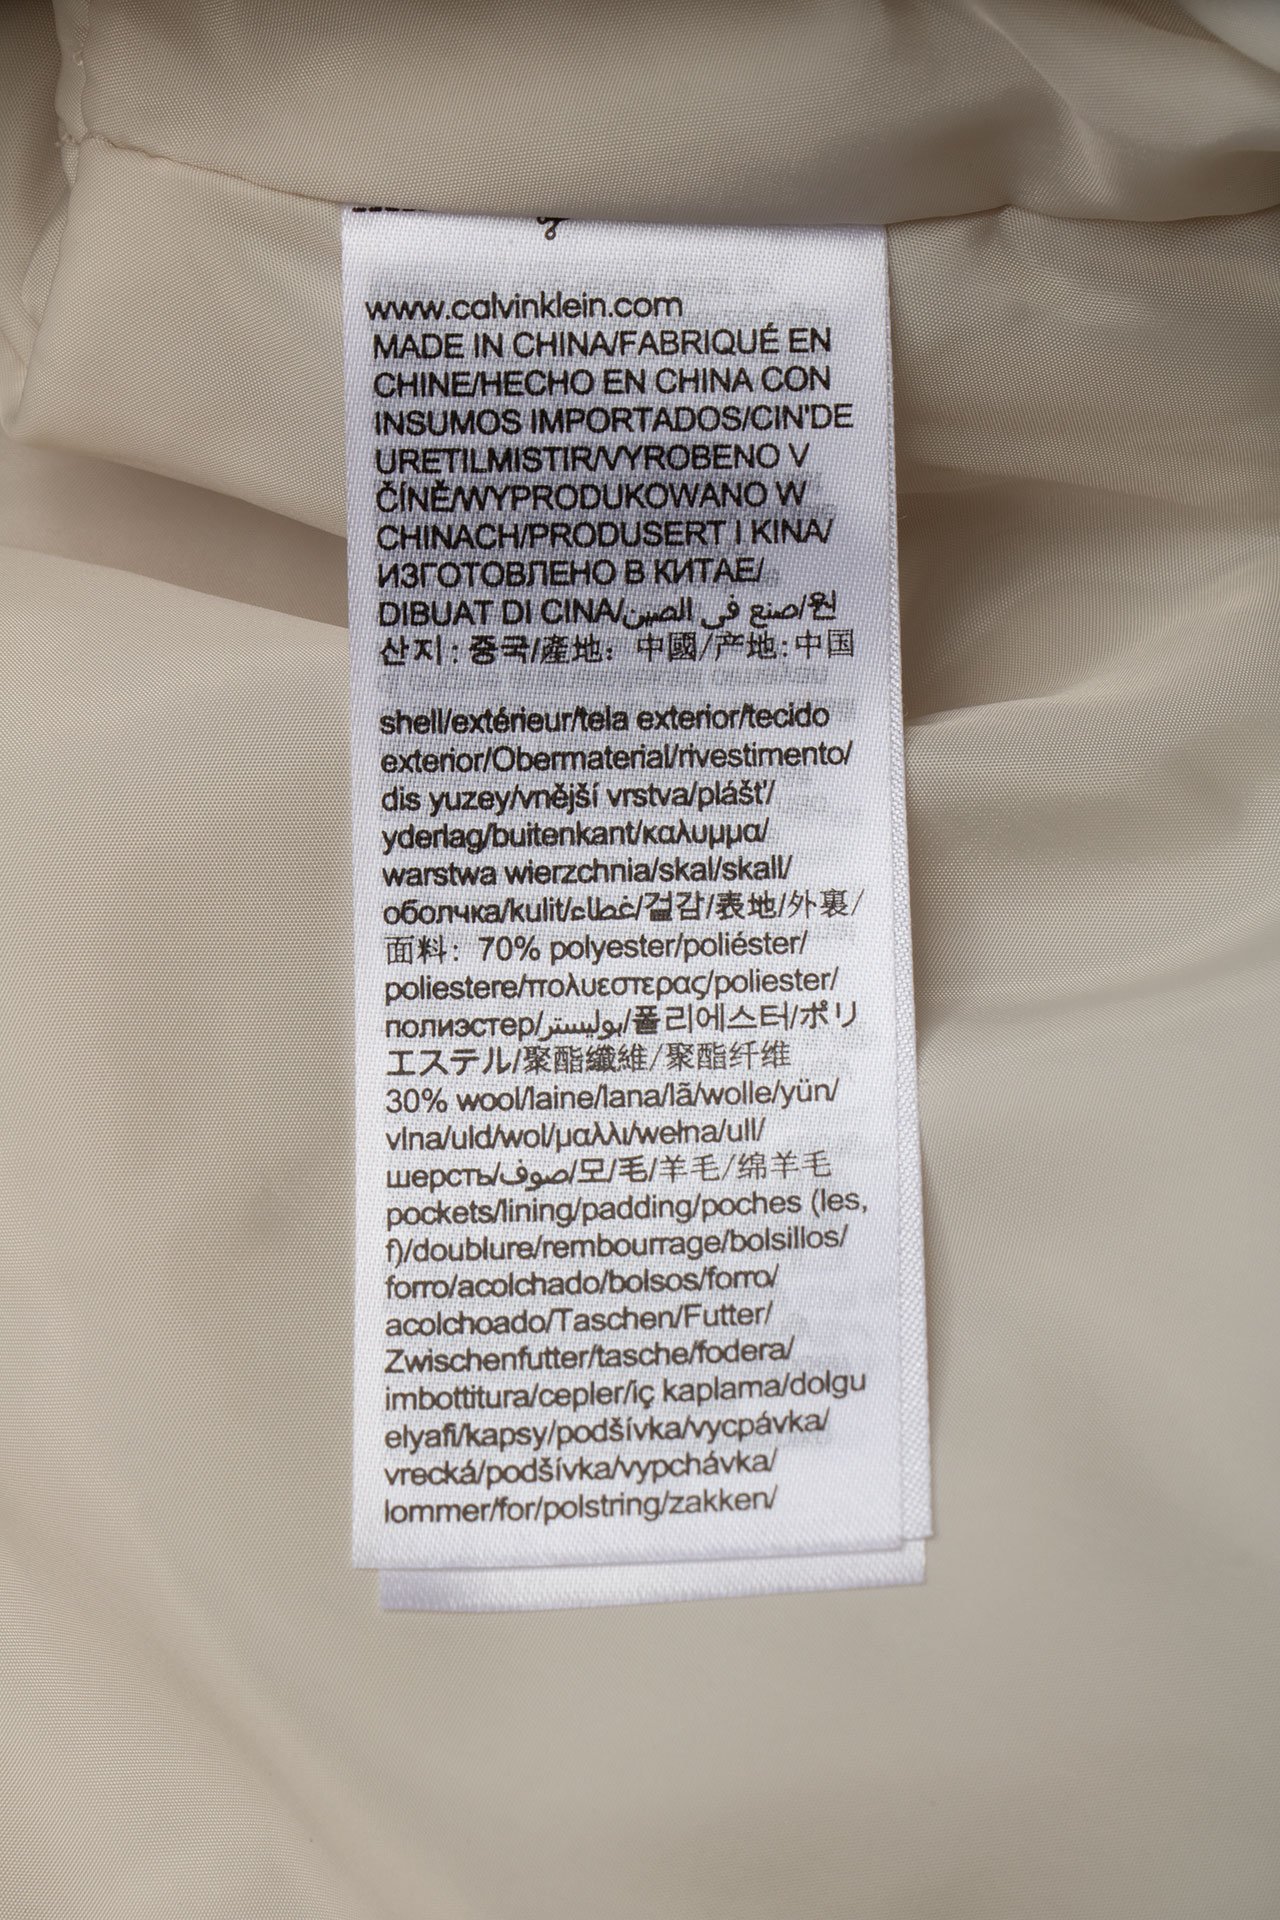 www.calvinklein.com
MADE IN CHINA/FABRIQUÉ EN
CHINE/HECHO EN CHINA CON
INSUMOS IMPORTADOS/CIN'DE
URETILMISTIR/VYROBENO V
ČÍNĚ/WYPRODUKOWANO W
CHINACH/PRODUSERT I KINA/
ИЗГОТОВЛЕНО В КИТАЕ/
DIBUAT DI CINA/صنع في الصين/원
산지: 중국/產地: 中國/产地:中国
shell/extérieur/tela exterior/tecido
exterior/Obermaterial/rivestimento/
dis yuzey/vnější vrstva/plášť/
yderlag/buitenkant/καλυμμα/
warstwa wierzchnia/skal/skall/
оболчка/kulit/غطاء/겉감/表地/外裏/
面料: 70% polyester/poliéster/
poliestere/πολυεστερας/poliester/
полиэстер/بوليستر/폴리에스터/ポリ
エステル/聚酯纖維/聚酯纤维
30% wool/laine/lana/lã/wolle/yün/
vlna/uld/wol/μαλλι/wełna/ull/
шерсть/صوف/모/毛/羊毛/绵羊毛
pockets/lining/padding/poches (les,
f)/doublure/rembourrage/bolsillos/
forro/acolchado/bolsos/forro/
acolchoado/Taschen/Futter/
Zwischenfutter/tasche/fodera/
imbottitura/cepler/iç kaplama/dolgu
elyafi/kapsy/podšívka/vycpávka/
vrecká/podšívka/vypchávka/
lommer/for/polstring/zakken/